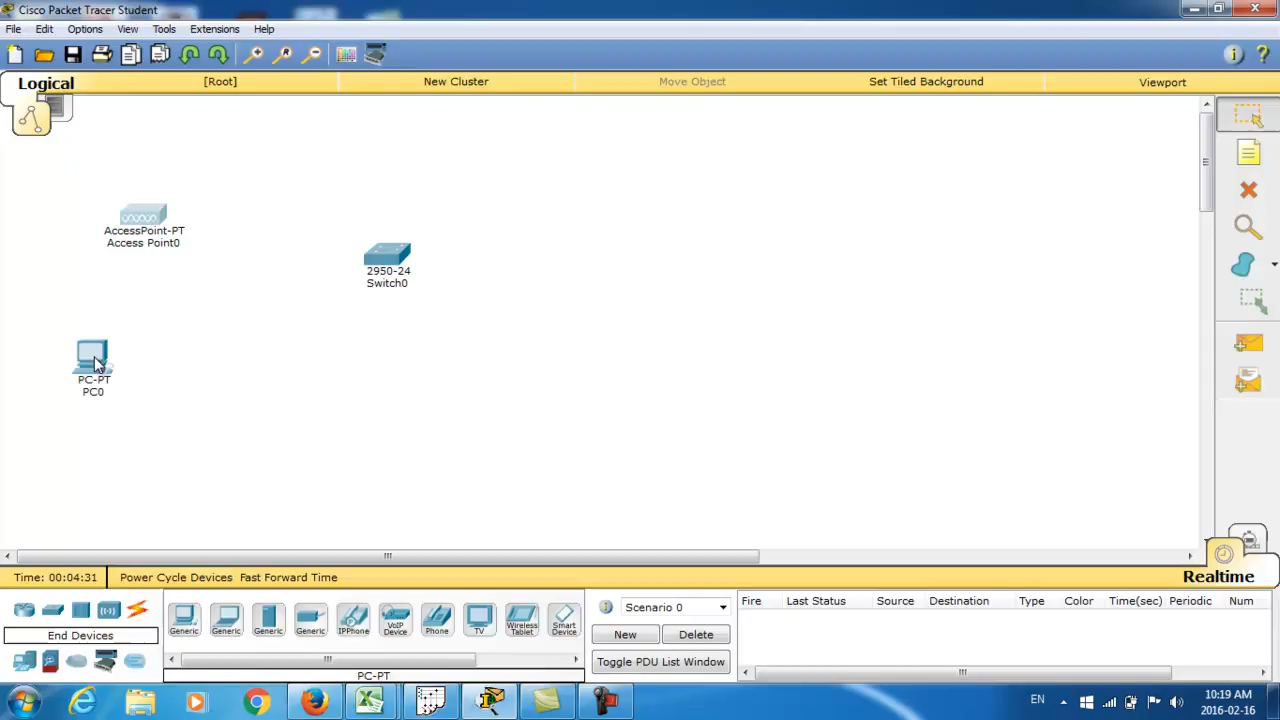 Cisco Packet Tracer Student
File Edit Options View Tools Extensions Help
Logical [Root] New Cluster Move Object Set Tiled Background Viewport
AccessPoint-PT
Access Point0
2950-24
Switch0
PC-PT
PC0
Time: 00:04:31 Power Cycle Devices Fast Forward Time Realtime
End Devices
Generic Generic Generic Generic IPPhone VoIP Device Phone TV Wireless Tablet Smart Device
PC-PT
Scenario 0
New Delete
Toggle PDU List Window
Fire Last Status Source Destination Type Color Time(sec) Periodic Num
EN 10:19 AM
2016-02-16